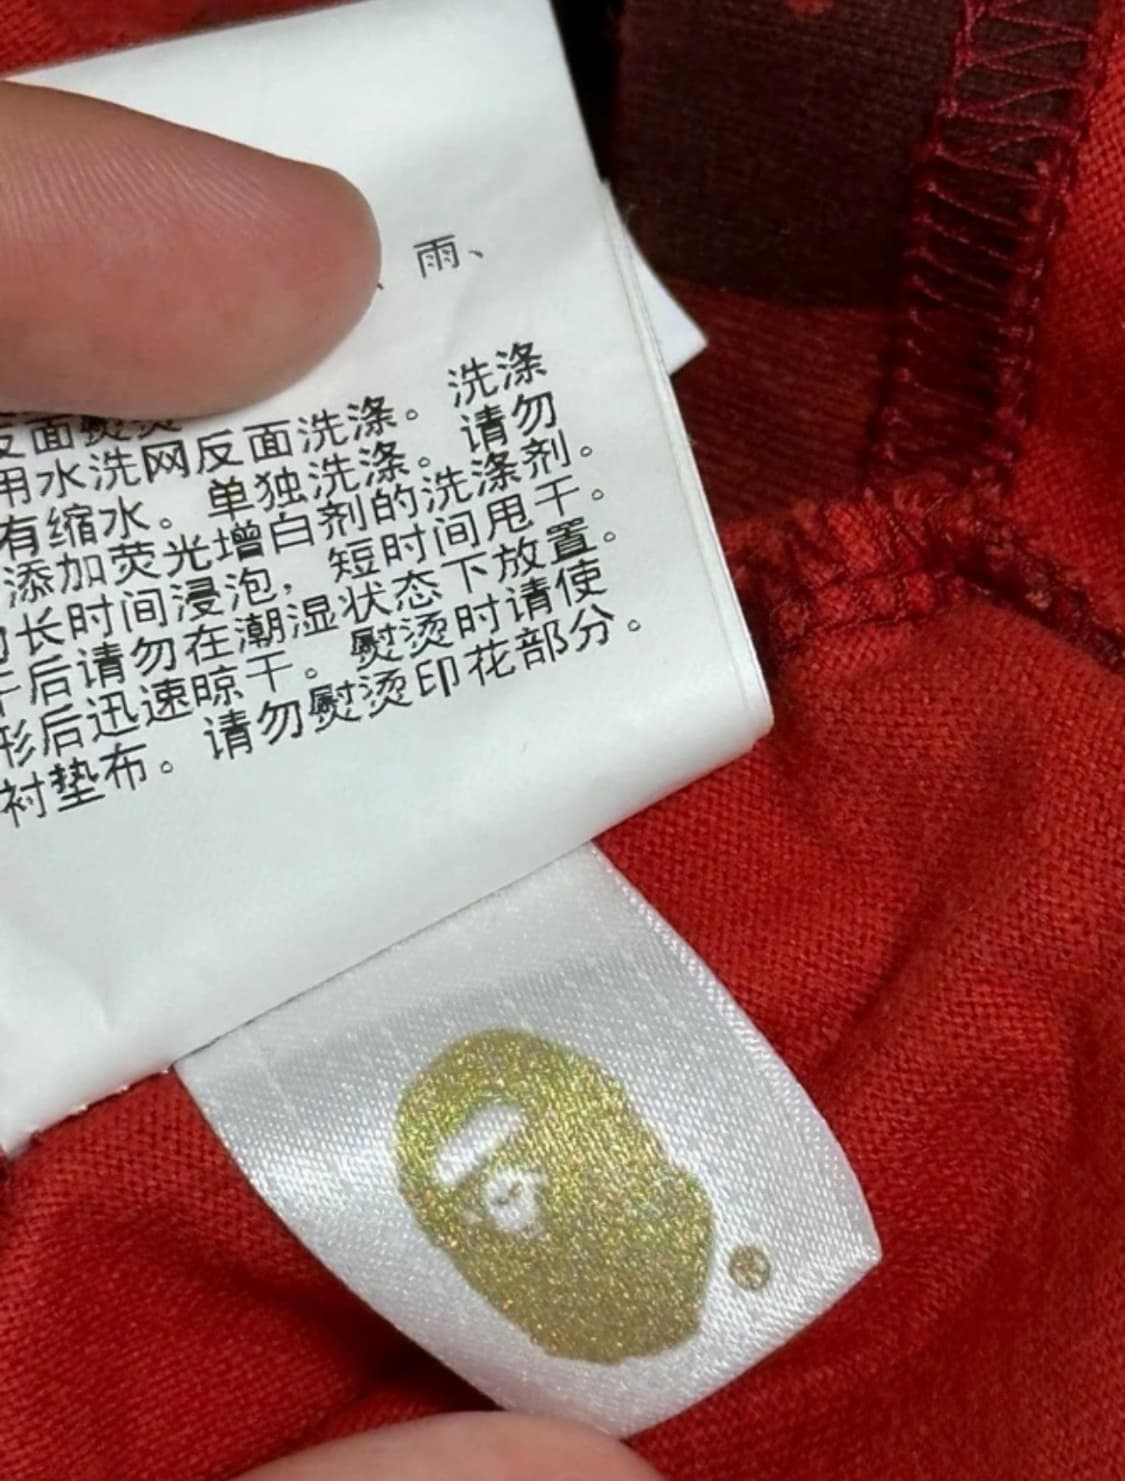 、雨、
反面熨烫
用水洗网反面洗涤。洗涤
有缩水。单独洗涤。请勿
添加荧光增白剂的洗涤剂。
勿长时间浸泡，短时间甩干。
干后请勿在潮湿状态下放置。
形后迅速晾干。熨烫时请使
衬垫布。请勿熨烫印花部分。
®